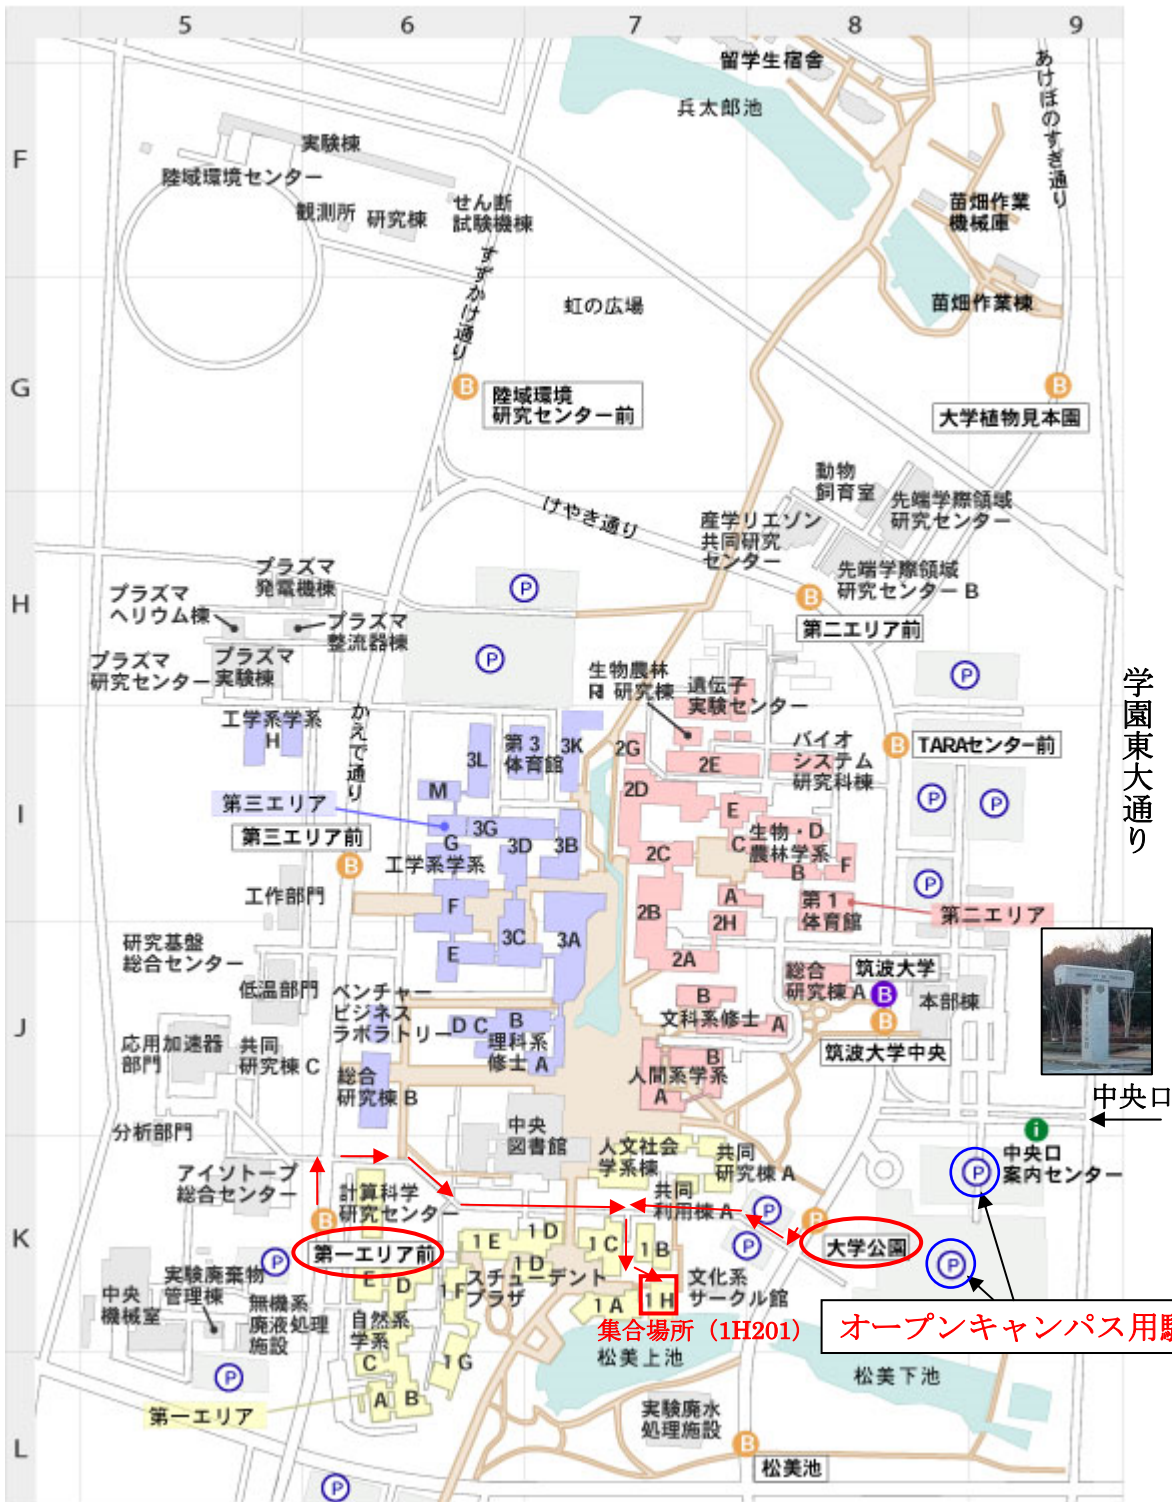 5 6 7 8 9
F
G
H
I
J
K
L
留学生宿舎
兵太郎池
あけぼのすぎ通り
実験棟
陸域環境センター
観測所
研究棟
せん断
試験機棟
苗畑作業
機械庫
すずかけ通り
虹の広場
苗畑作業棟
B
陸域環境
研究センター前
B
大学植物見本園
動物
飼育室
先端学際領域
研究センター
けやき通り
産学リエゾン
共同研究
センター
先端学際領域
研究センター B
プラズマ
発電機棟
プラズマ
ヘリウム棟
P
B
第二エリア前
プラズマ
整流器棟
プラズマ
研究センター
プラズマ
実験棟
P
生物農林
RI 研究棟
遺伝子
実験センター
P
学園東大通り
工学系学系
H
かえで通り
3L
第3
体育館
3K
2G
2E
バイオ
システム
研究科棟
B
TARAセンター前
M
2D
E
P
P
第三エリア
3G
G
3D
3B
C
生物・D
農林学系
B
F
第三エリア前
B
工学系学系
2C
P
工作部門
F
2B
A
2H
第1
体育館
第二エリア
研究基盤
総合センター
E
3C
3A
2A
総合
研究棟 A
筑波大学
B
本部棟
低温部門
ベンチャー
ビジネス
ラボラトリー
D
C
B
理科系
修士 A
B
文科系修士
A
B
筑波大学中央
応用加速器
部門
共同
研究棟 C
総合
研究棟 B
B
人間系学系
A
中央口
分析部門
中央
図書館
人文社会
学系棟
共同
研究棟 A
i
中央口
案内センター
P
アイソトープ
総合センター
計算科学
研究センター
共同
利用棟 A
P
B
B
第一エリア前
1E
1D
1D
1C
1B
P
大学公園
P
P
中央
機械室
実験廃棄物
管理棟
無機系
廃液処理
施設
E
D
1F
スチューデント
プラザ
1A
1H
文化系
サークル館
自然系
学系
集合場所（1H201）
オープンキャンパス用駐
C
1G
松美上池
松美下池
P
A
B
第一エリア
実験廃水
処理施設
B
松美池
P